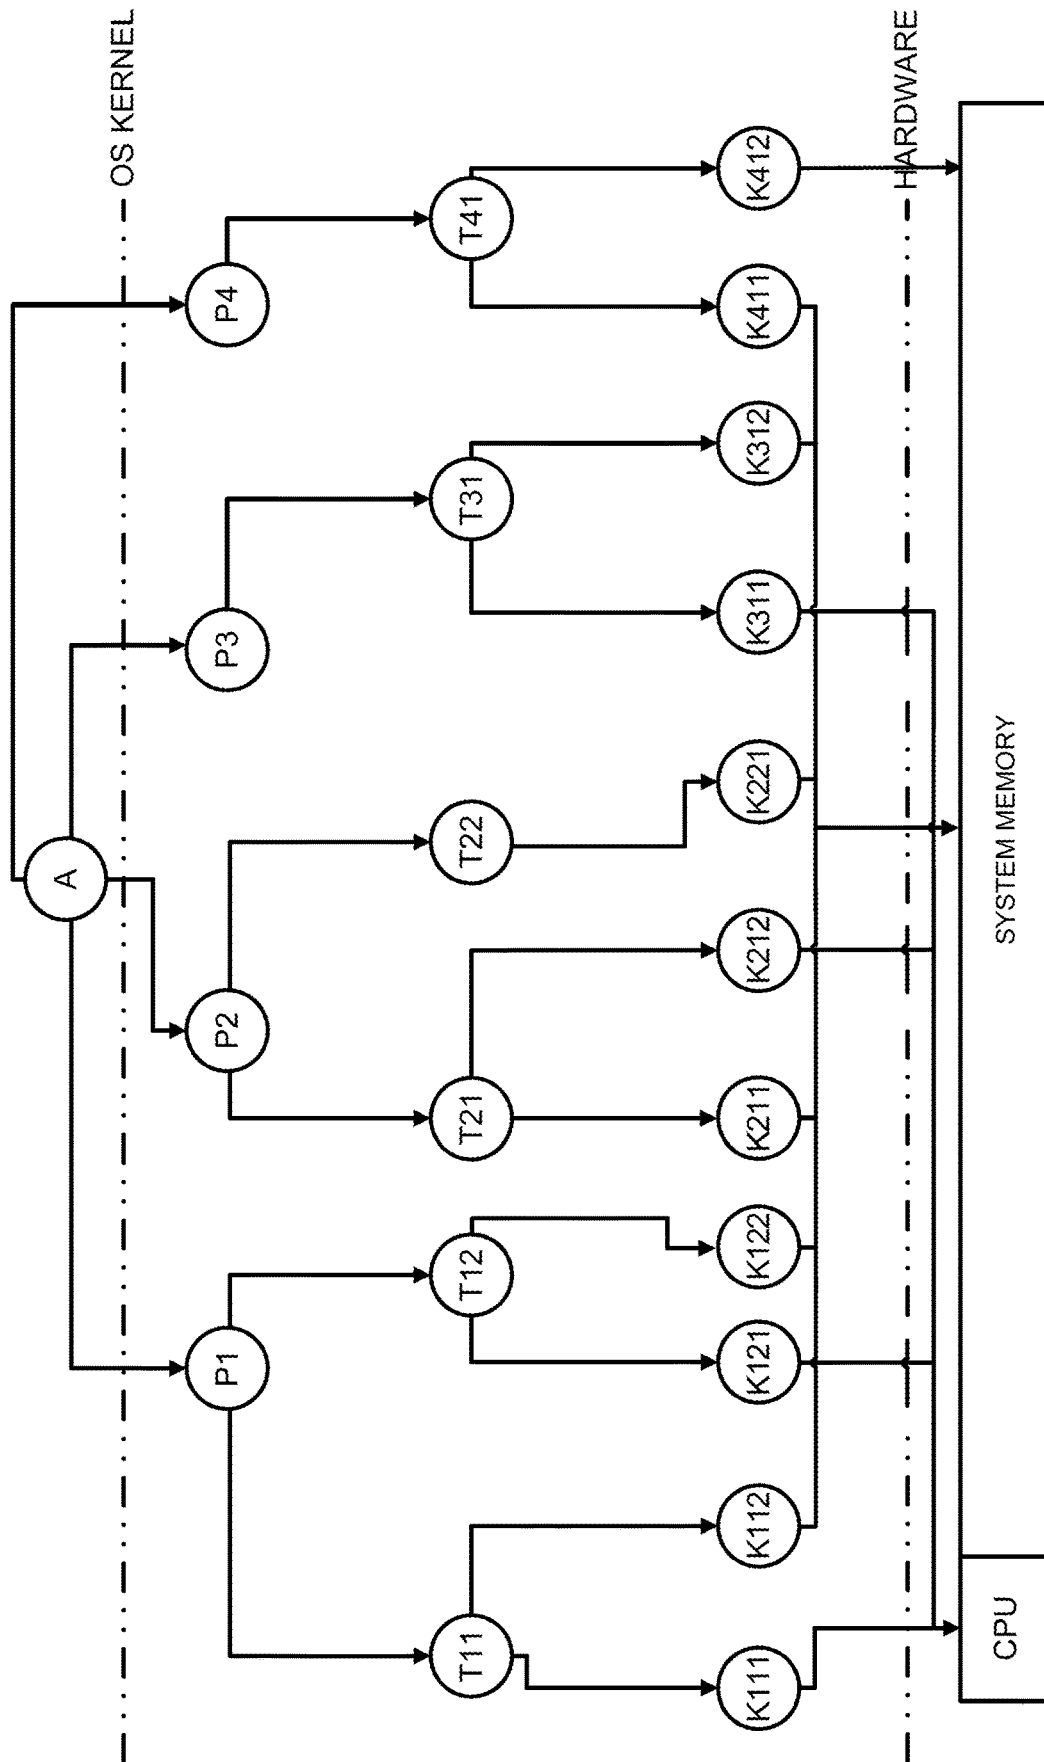 A
OS KERNEL
P1
P2
P3
P4
T11
T12
T21
T22
T31
T41
K111
K112
K121
K122
K211
K212
K221
K311
K312
K411
K412
HARDWARE
CPU
SYSTEM MEMORY